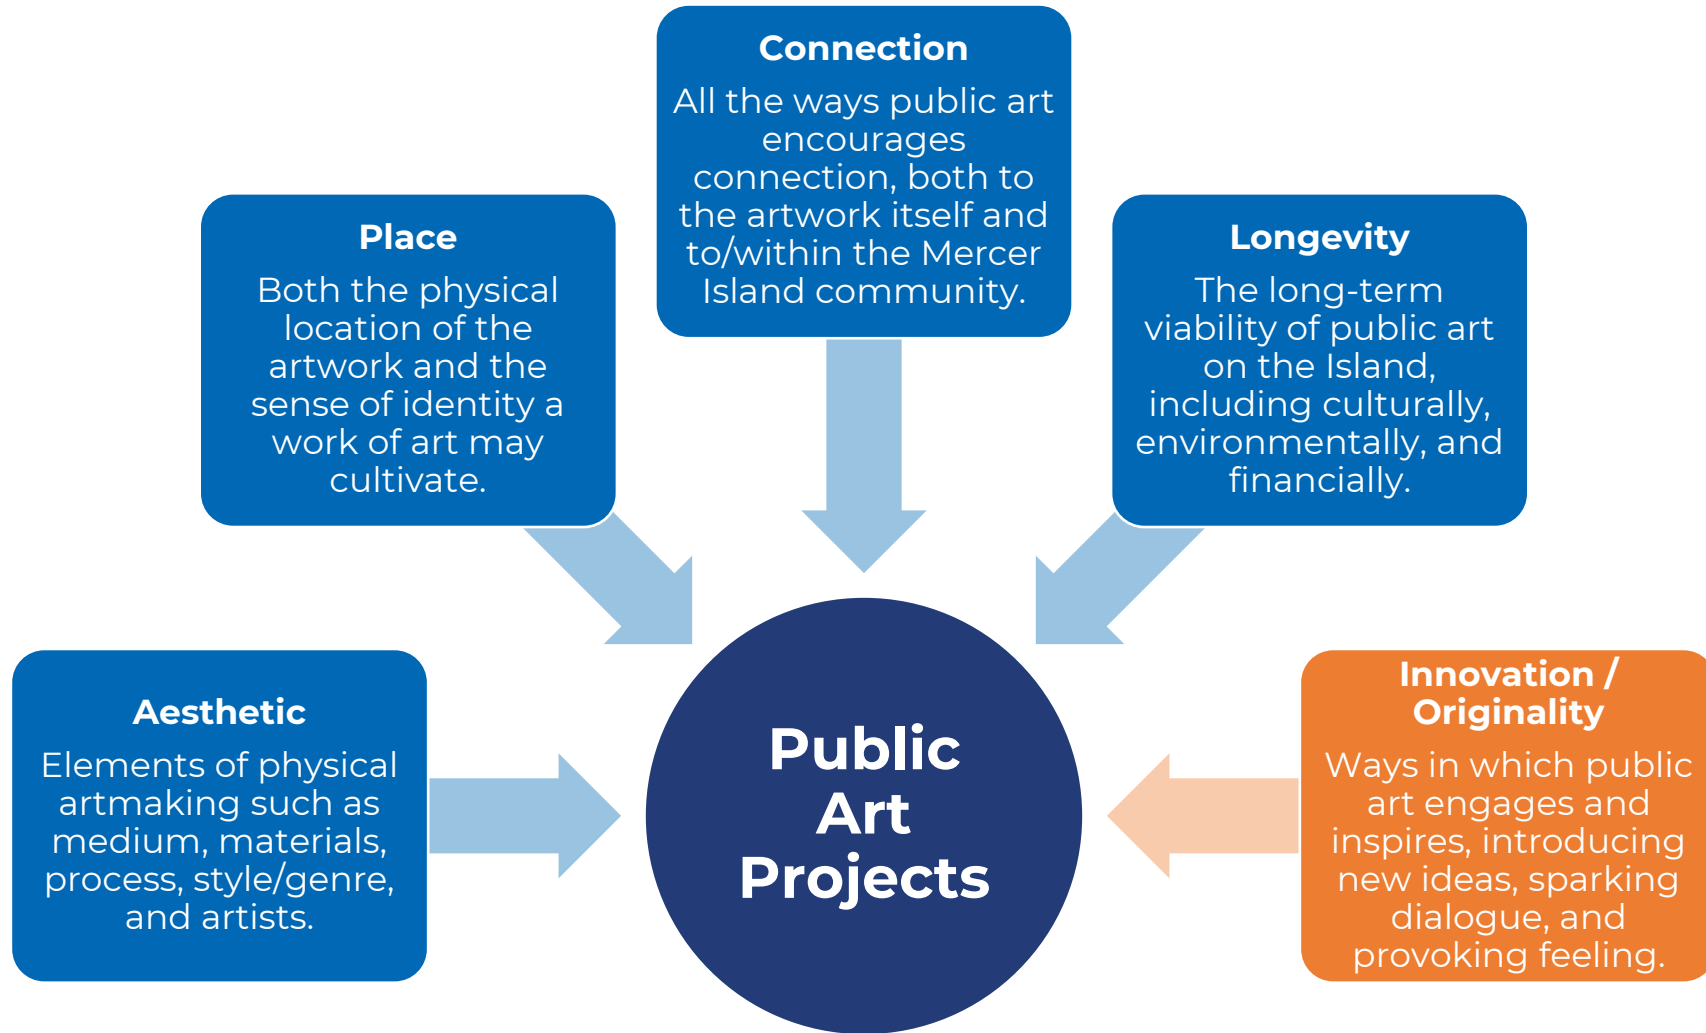 Connection
All the ways public art
encourages
connection, both to
the artwork itself and
to/within the Mercer
Island community.
Place
Both the physical
location of the
artwork and the
sense of identity a
work of art may
cultivate.
Longevity
The long-term
viability of public art
on the Island,
including culturally,
environmentally, and
financially.
Aesthetic
Elements of physical
artmaking such as
medium, materials,
process, style/genre,
and artists.
Public
Art
Projects
Innovation /
Originality
Ways in which public
art engages and
inspires, introducing
new ideas, sparking
dialogue, and
provoking feeling.